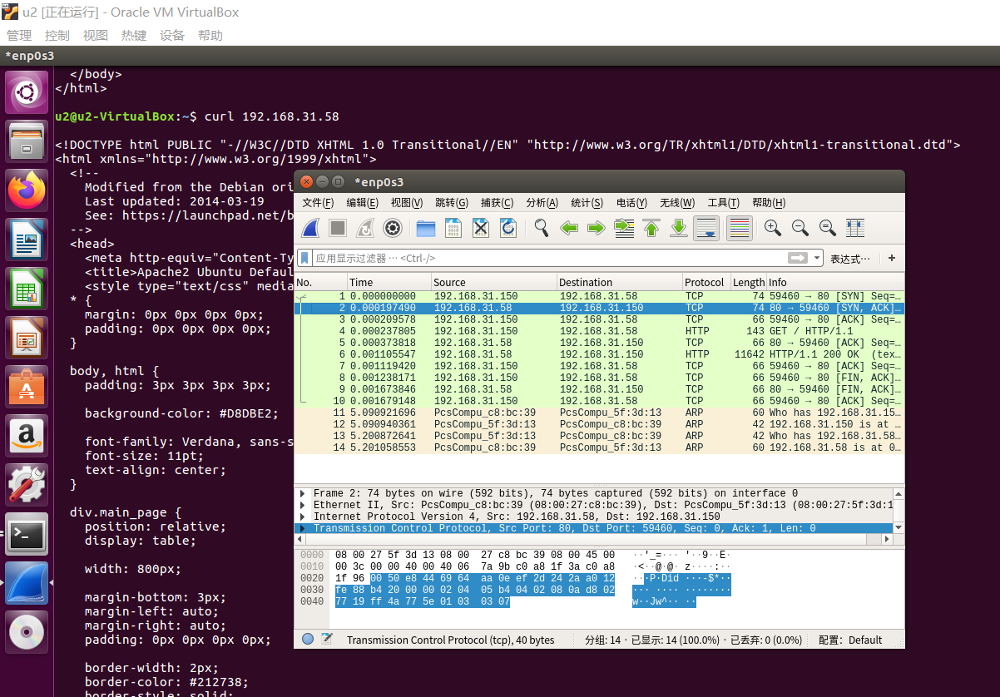 u2 [正在运行] - Oracle VM VirtualBox
管理 控制 视图 热键 设备 帮助
*enp0s3
</body>
</html>
u2@u2-VirtualBox:~$ curl 192.168.31.58
<!DOCTYPE html PUBLIC "-//W3C//DTD XHTML 1.0 Transitional//EN" "http://www.w3.org/TR/xhtml1/DTD/xhtml1-transitional.dtd">
<html xmlns="http://www.w3.org/1999/xhtml">
<!--
Modified from the Debian ori
Last updated: 2014-03-19
See: https://launchpad.net/b
-->
<head>
<meta http-equiv="Content-Ty
<title>Apache2 Ubuntu Defaul
<style type="text/css" media
* {
margin: 0px 0px 0px 0px;
padding: 0px 0px 0px 0px;
}
body, html {
padding: 3px 3px 3px 3px;
background-color: #D8DBE2;
font-family: Verdana, sans-s
font-size: 11pt;
text-align: center;
}
div.main_page {
position: relative;
display: table;
width: 800px;
margin-bottom: 3px;
margin-left: auto;
margin-right: auto;
padding: 0px 0px 0px 0px;
border-width: 2px;
border-color: #212738;
border-style: solid;
*enp0s3
文件(F) 编辑(E) 视图(V) 跳转(G) 捕获(C) 分析(A) 统计(S) 电话(Y) 无线(W) 工具(T) 帮助(H)
应用显示过滤器 … <Ctrl-/> 表达式… +
No. Time Source Destination Protocol Length Info
1 0.000000000 192.168.31.150 192.168.31.58 TCP 74 59460 → 80 [SYN] Seq=…
2 0.000197490 192.168.31.58 192.168.31.150 TCP 74 80 → 59460 [SYN, ACK]…
3 0.000209578 192.168.31.150 192.168.31.58 TCP 66 59460 → 80 [ACK] Seq=…
4 0.000237805 192.168.31.150 192.168.31.58 HTTP 143 GET / HTTP/1.1
5 0.000373818 192.168.31.58 192.168.31.150 TCP 66 80 → 59460 [ACK] Seq=…
6 0.001105547 192.168.31.58 192.168.31.150 HTTP 11642 HTTP/1.1 200 OK (tex…
7 0.001119420 192.168.31.150 192.168.31.58 TCP 66 59460 → 80 [ACK] Seq=…
8 0.001238171 192.168.31.150 192.168.31.58 TCP 66 59460 → 80 [FIN, ACK]…
9 0.001673846 192.168.31.58 192.168.31.150 TCP 66 80 → 59460 [FIN, ACK]…
10 0.001679148 192.168.31.150 192.168.31.58 TCP 66 59460 → 80 [ACK] Seq=…
11 5.090921696 PcsCompu_c8:bc:39 PcsCompu_5f:3d:13 ARP 60 Who has 192.168.31.15…
12 5.090940361 PcsCompu_5f:3d:13 PcsCompu_c8:bc:39 ARP 42 192.168.31.150 is at …
13 5.200872641 PcsCompu_5f:3d:13 PcsCompu_c8:bc:39 ARP 42 Who has 192.168.31.58…
14 5.201058553 PcsCompu_c8:bc:39 PcsCompu_5f:3d:13 ARP 60 192.168.31.58 is at 0…
Frame 2: 74 bytes on wire (592 bits), 74 bytes captured (592 bits) on interface 0
Ethernet II, Src: PcsCompu_c8:bc:39 (08:00:27:c8:bc:39), Dst: PcsCompu_5f:3d:13 (08:00:27:5f:3d:1
Internet Protocol Version 4, Src: 192.168.31.58, Dst: 192.168.31.150
Transmission Control Protocol, Src Port: 80, Dst Port: 59460, Seq: 0, Ack: 1, Len: 0
0000 08 00 27 5f 3d 13 08 00 27 c8 bc 39 08 00 45 00 ··'_=··· '··9··E·
0010 00 3c 00 00 40 00 40 06 7a 9b c0 a8 1f 3a c0 a8 ·<··@·@· z····:··
0020 1f 96 00 50 e8 44 69 64 aa 0e ef 2d 24 2a a0 12 ···P·Did ···-$*··
0030 fe 88 b4 20 00 00 02 04 05 b4 04 02 08 0a d8 02 ··· ···· ········
0040 77 19 ff 4a 77 5e 01 03 03 07 w··Jw^·· ··
Transmission Control Protocol (tcp), 40 bytes 分组: 14 · 已显示: 14 (100.0%) · 已丢弃: 0 (0.0%) 配置: Default